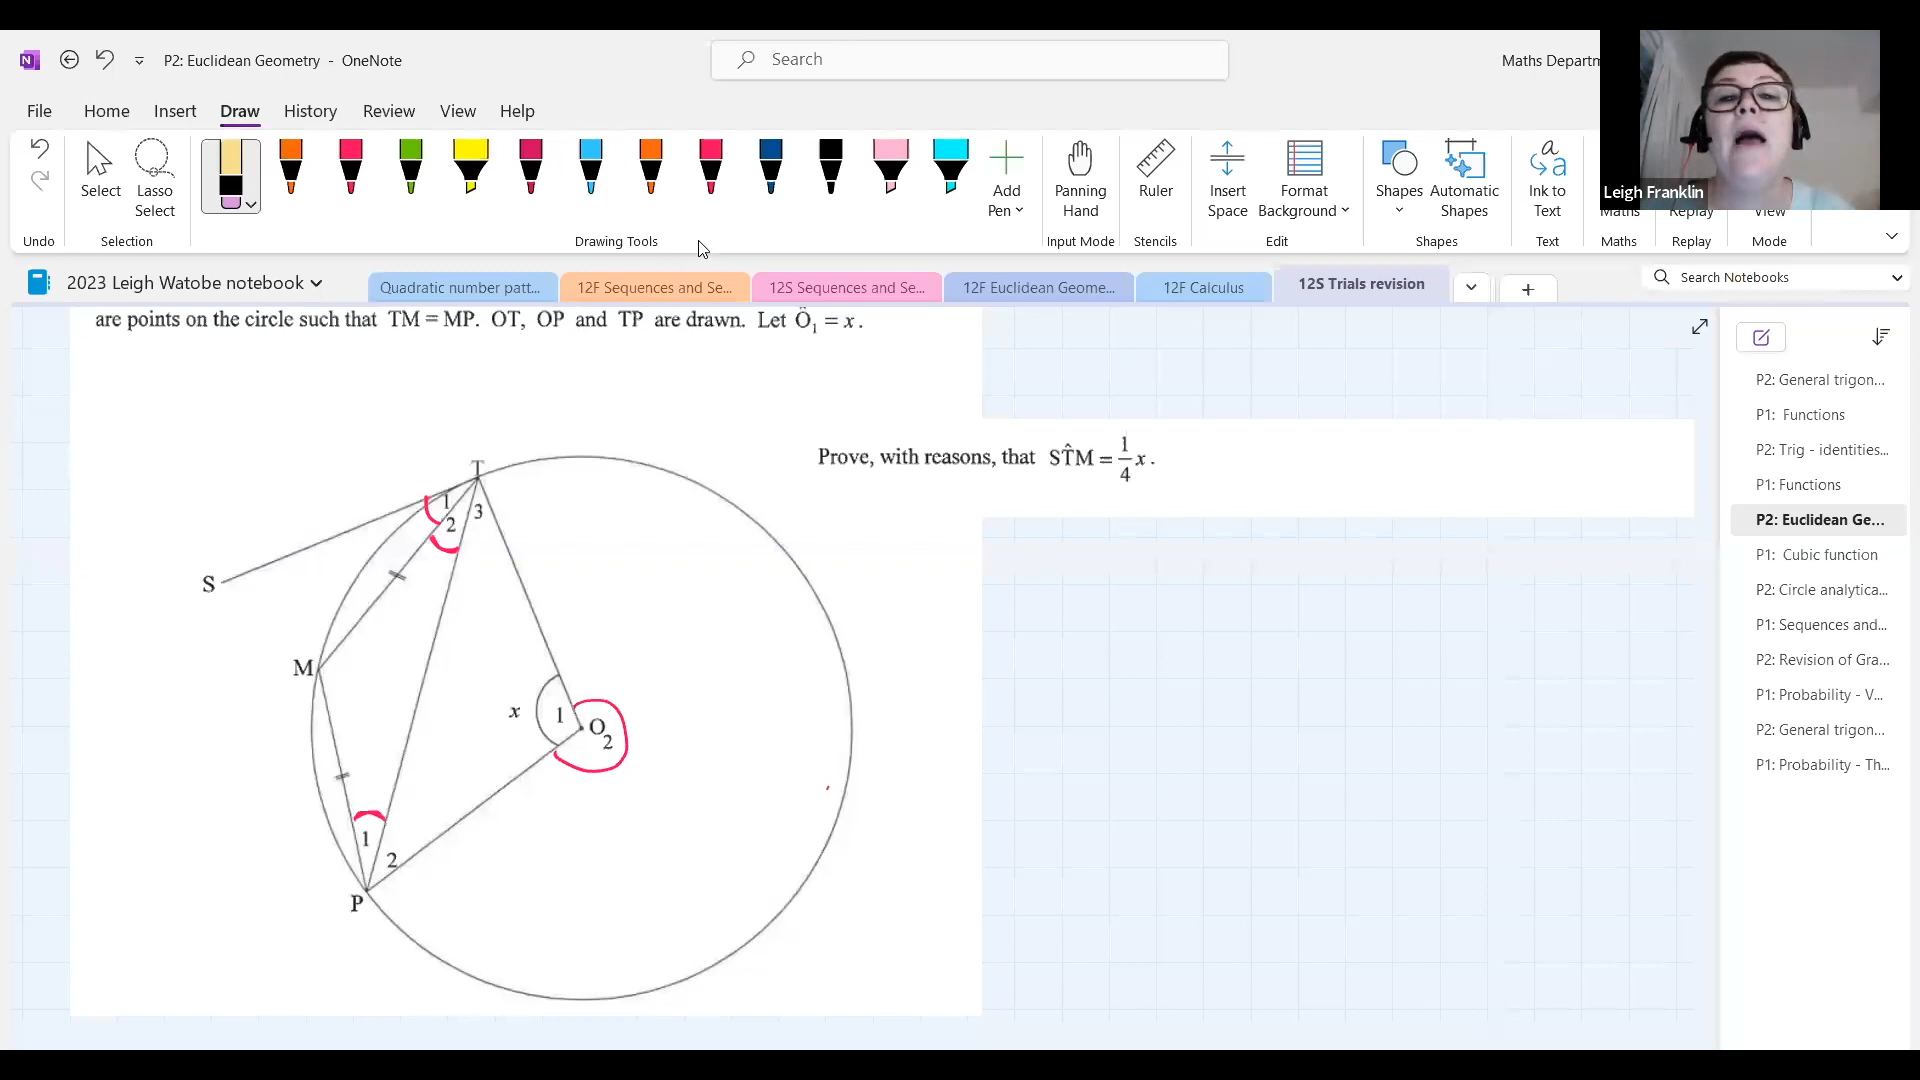 P2: Euclidean Geometry - OneNote
Search
Maths Departm
File Home Insert Draw History Review View Help
Leigh Franklin
Select
Lasso Select
Add Pen
Panning Hand
Ruler
Insert Space
Format Background
Shapes
Automatic Shapes
Ink to Text
Maths
Replay
View
Undo Selection Drawing Tools Input Mode Stencils Edit Shapes Text Maths Replay Mode
2023 Leigh Watobe notebook
Quadratic number patt...
12F Sequences and Se...
12S Sequences and Se...
12F Euclidean Geome...
12F Calculus
12S Trials revision
+
Search Notebooks
are points on the circle such that TM = MP. OT, OP and TP are drawn. Let Ô₁ = x.
Prove, with reasons, that ST̂M = 1/4 x.
T
1
2
3
S
M
x
1
O
2
1
2
P
P2: General trigon...
P1: Functions
P2: Trig - identities...
P1: Functions
P2: Euclidean Ge...
P1: Cubic function
P2: Circle analytica...
P1: Sequences and...
P2: Revision of Gra...
P1: Probability - V...
P2: General trigon...
P1: Probability - Th...